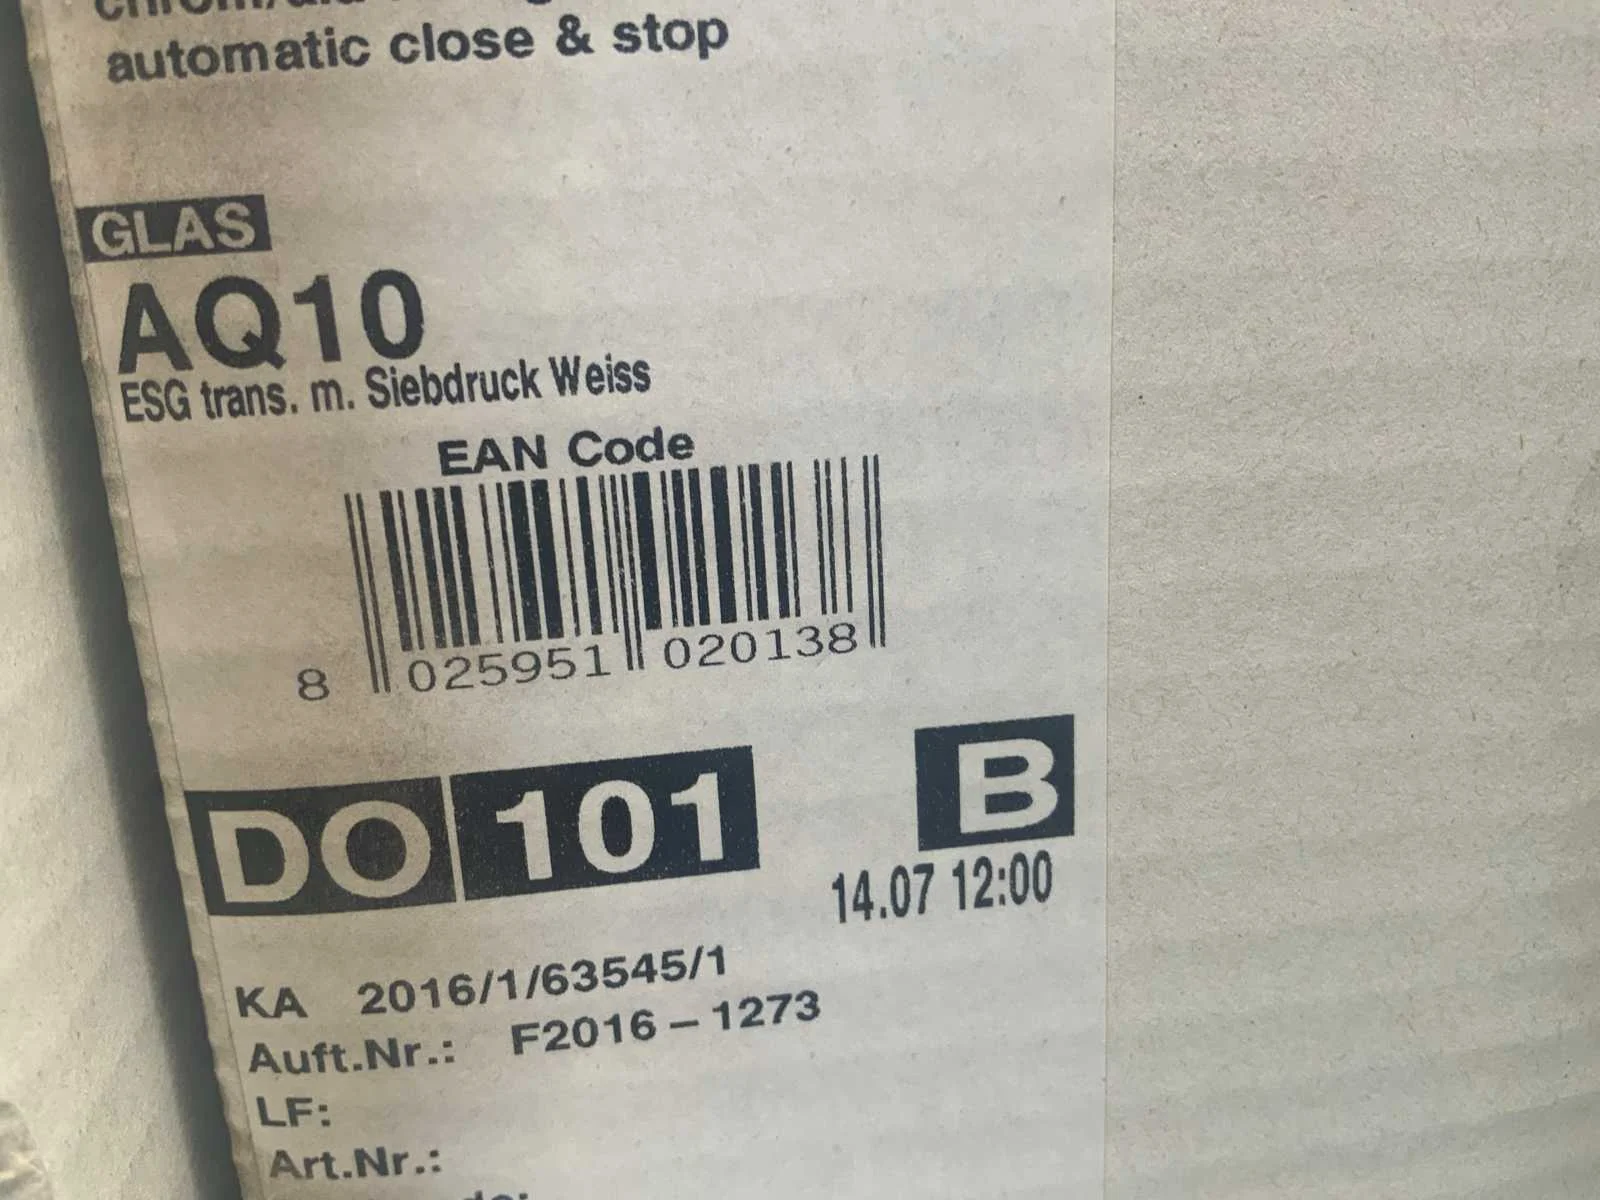 automatic close & stop
GLAS
AQ10
ESG trans. m. Siebdruck Weiss
EAN Code
8 025951 020138
DO 101 B
14.07 12:00
KA 2016/1/63545/1
Auft.Nr.: F2016-1273
LF:
Art.Nr.: